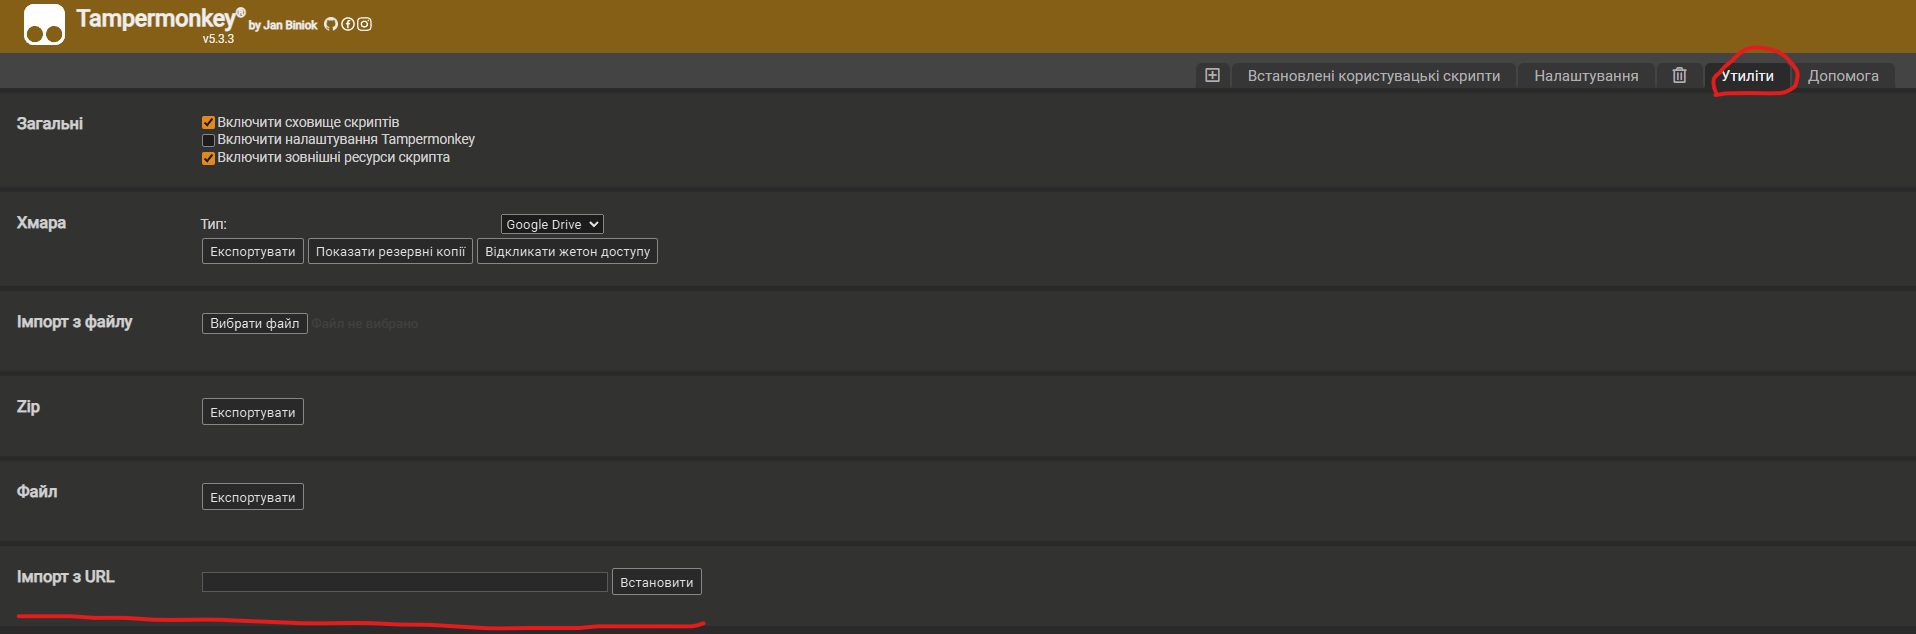 Tampermonkey® by Jan Biniok
v5.3.3
Встановлені користувацькі скрипти Налаштування Утиліти Допомога
Загальні
Включити сховище скриптів
Включити налаштування Tampermonkey
Включити зовнішні ресурси скрипта
Хмара
Тип: Google Drive
Експортувати Показати резервні копії Відкликати жетон доступу
Імпорт з файлу Вибрати файл Файл не вибрано
Zip Експортувати
Файл Експортувати
Імпорт з URL Встановити